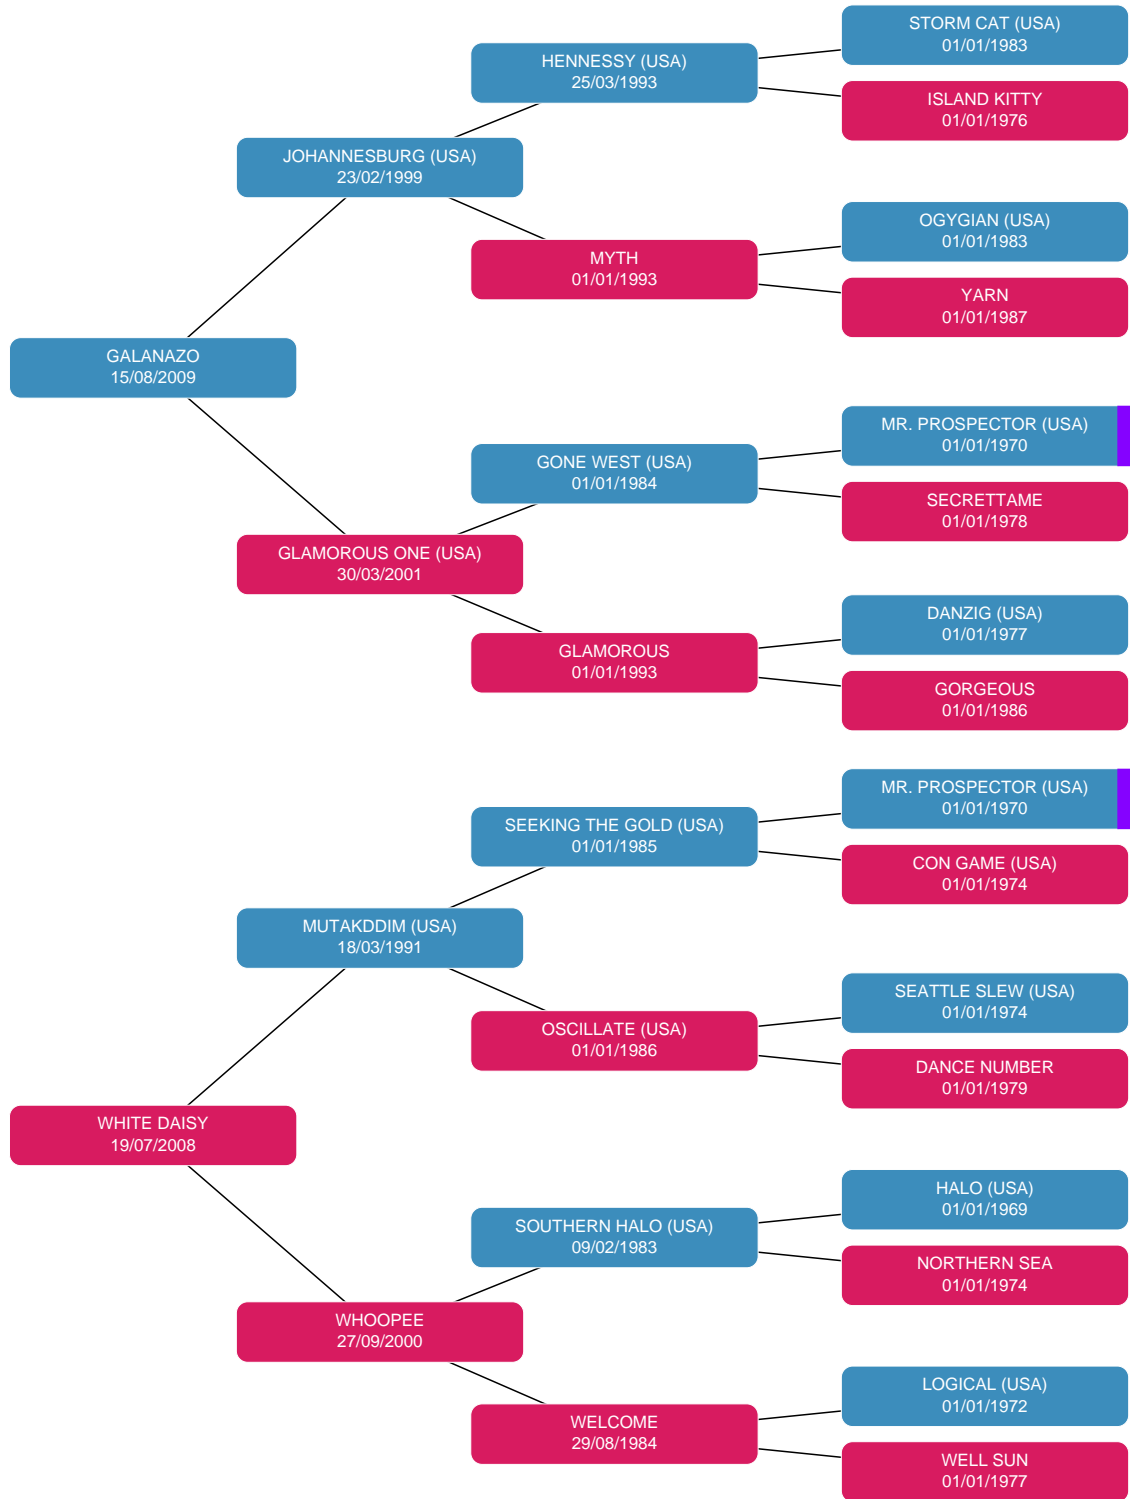 STORM CAT (USA)
01/01/1983
HENNESSY (USA)
25/03/1993
ISLAND KITTY
01/01/1976
JOHANNESBURG (USA)
23/02/1999
OGYGIAN (USA)
01/01/1983
MYTH
01/01/1993
YARN
01/01/1987
GALANAZO
15/08/2009
MR. PROSPECTOR (USA)
01/01/1970
GONE WEST (USA)
01/01/1984
SECRETTAME
01/01/1978
GLAMOROUS ONE (USA)
30/03/2001
DANZIG (USA)
01/01/1977
GLAMOROUS
01/01/1993
GORGEOUS
01/01/1986
MR. PROSPECTOR (USA)
01/01/1970
SEEKING THE GOLD (USA)
01/01/1985
CON GAME (USA)
01/01/1974
MUTAKDDIM (USA)
18/03/1991
SEATTLE SLEW (USA)
01/01/1974
OSCILLATE (USA)
01/01/1986
DANCE NUMBER
01/01/1979
WHITE DAISY
19/07/2008
HALO (USA)
01/01/1969
SOUTHERN HALO (USA)
09/02/1983
NORTHERN SEA
01/01/1974
WHOOPEE
27/09/2000
LOGICAL (USA)
01/01/1972
WELCOME
29/08/1984
WELL SUN
01/01/1977